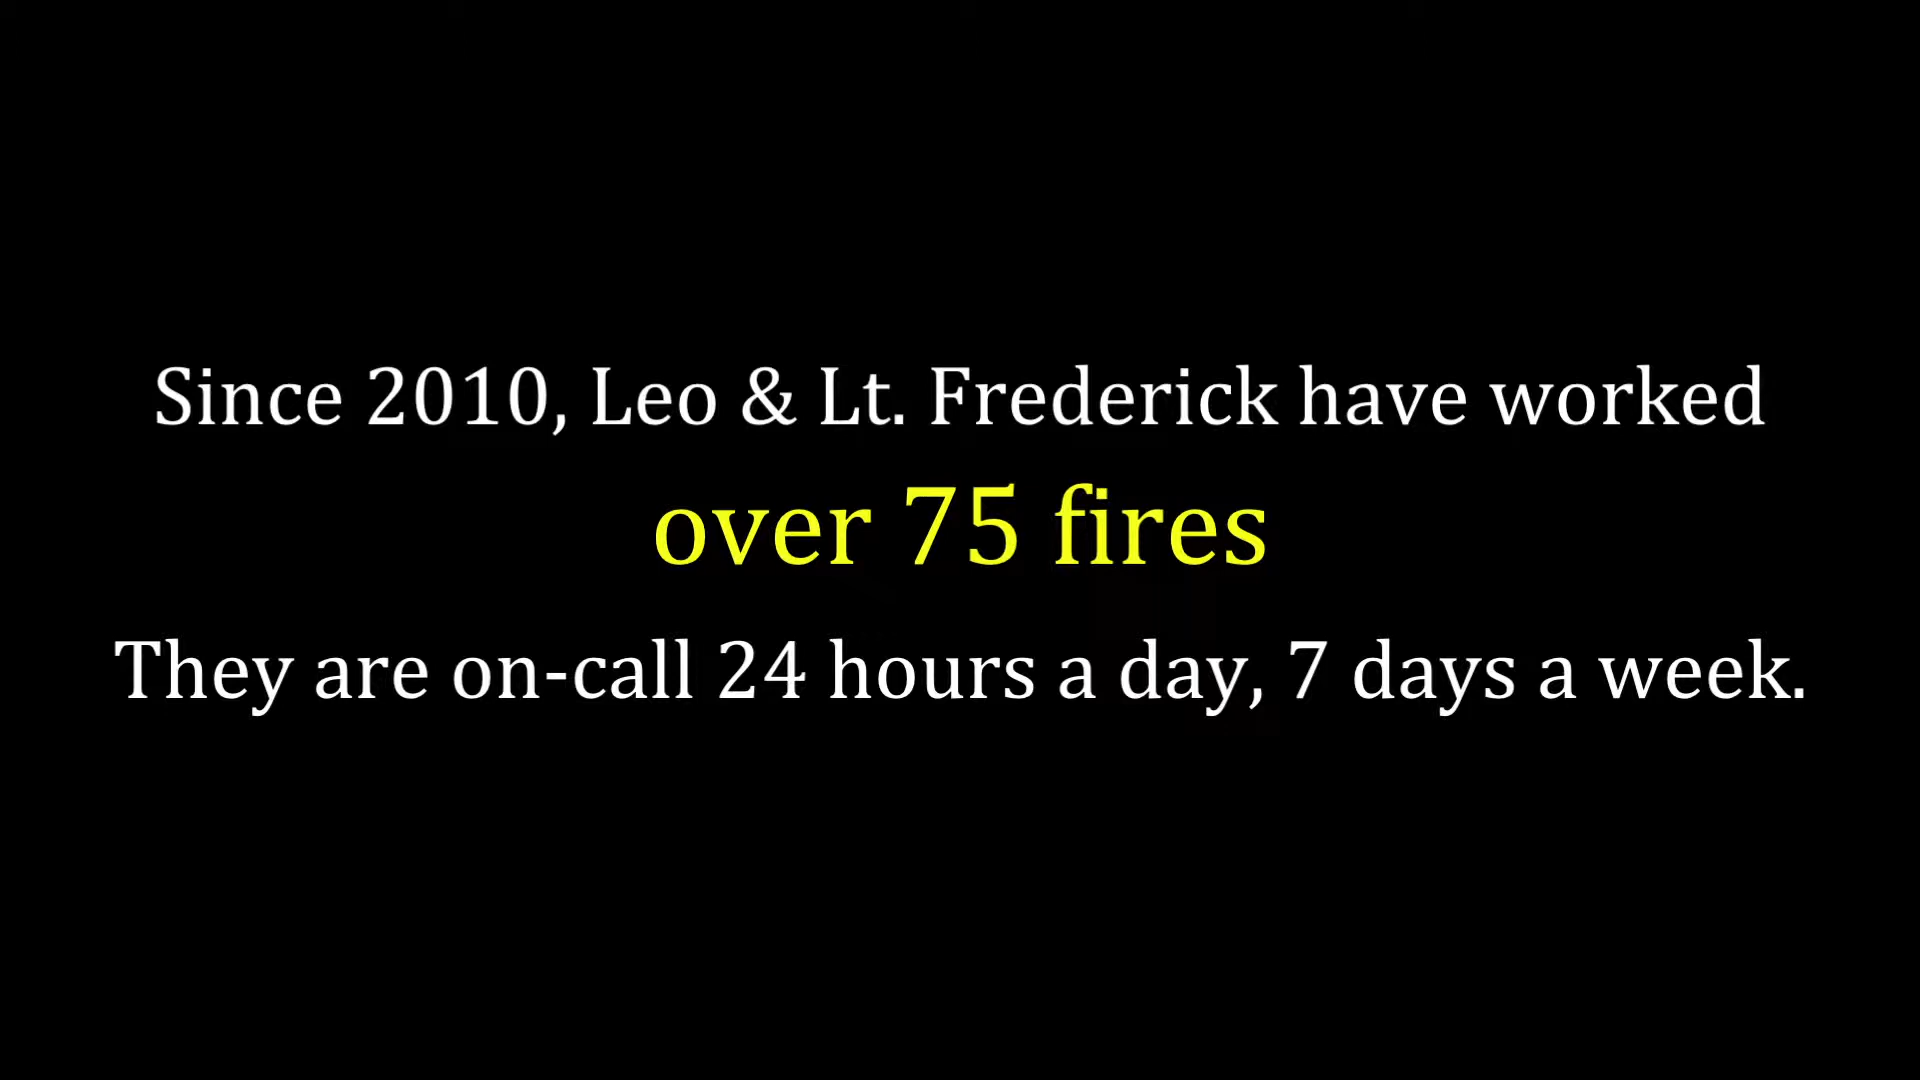 Since 2010, Leo & Lt. Frederick have worked
over 75 fires
They are on-call 24 hours a day, 7 days a week.